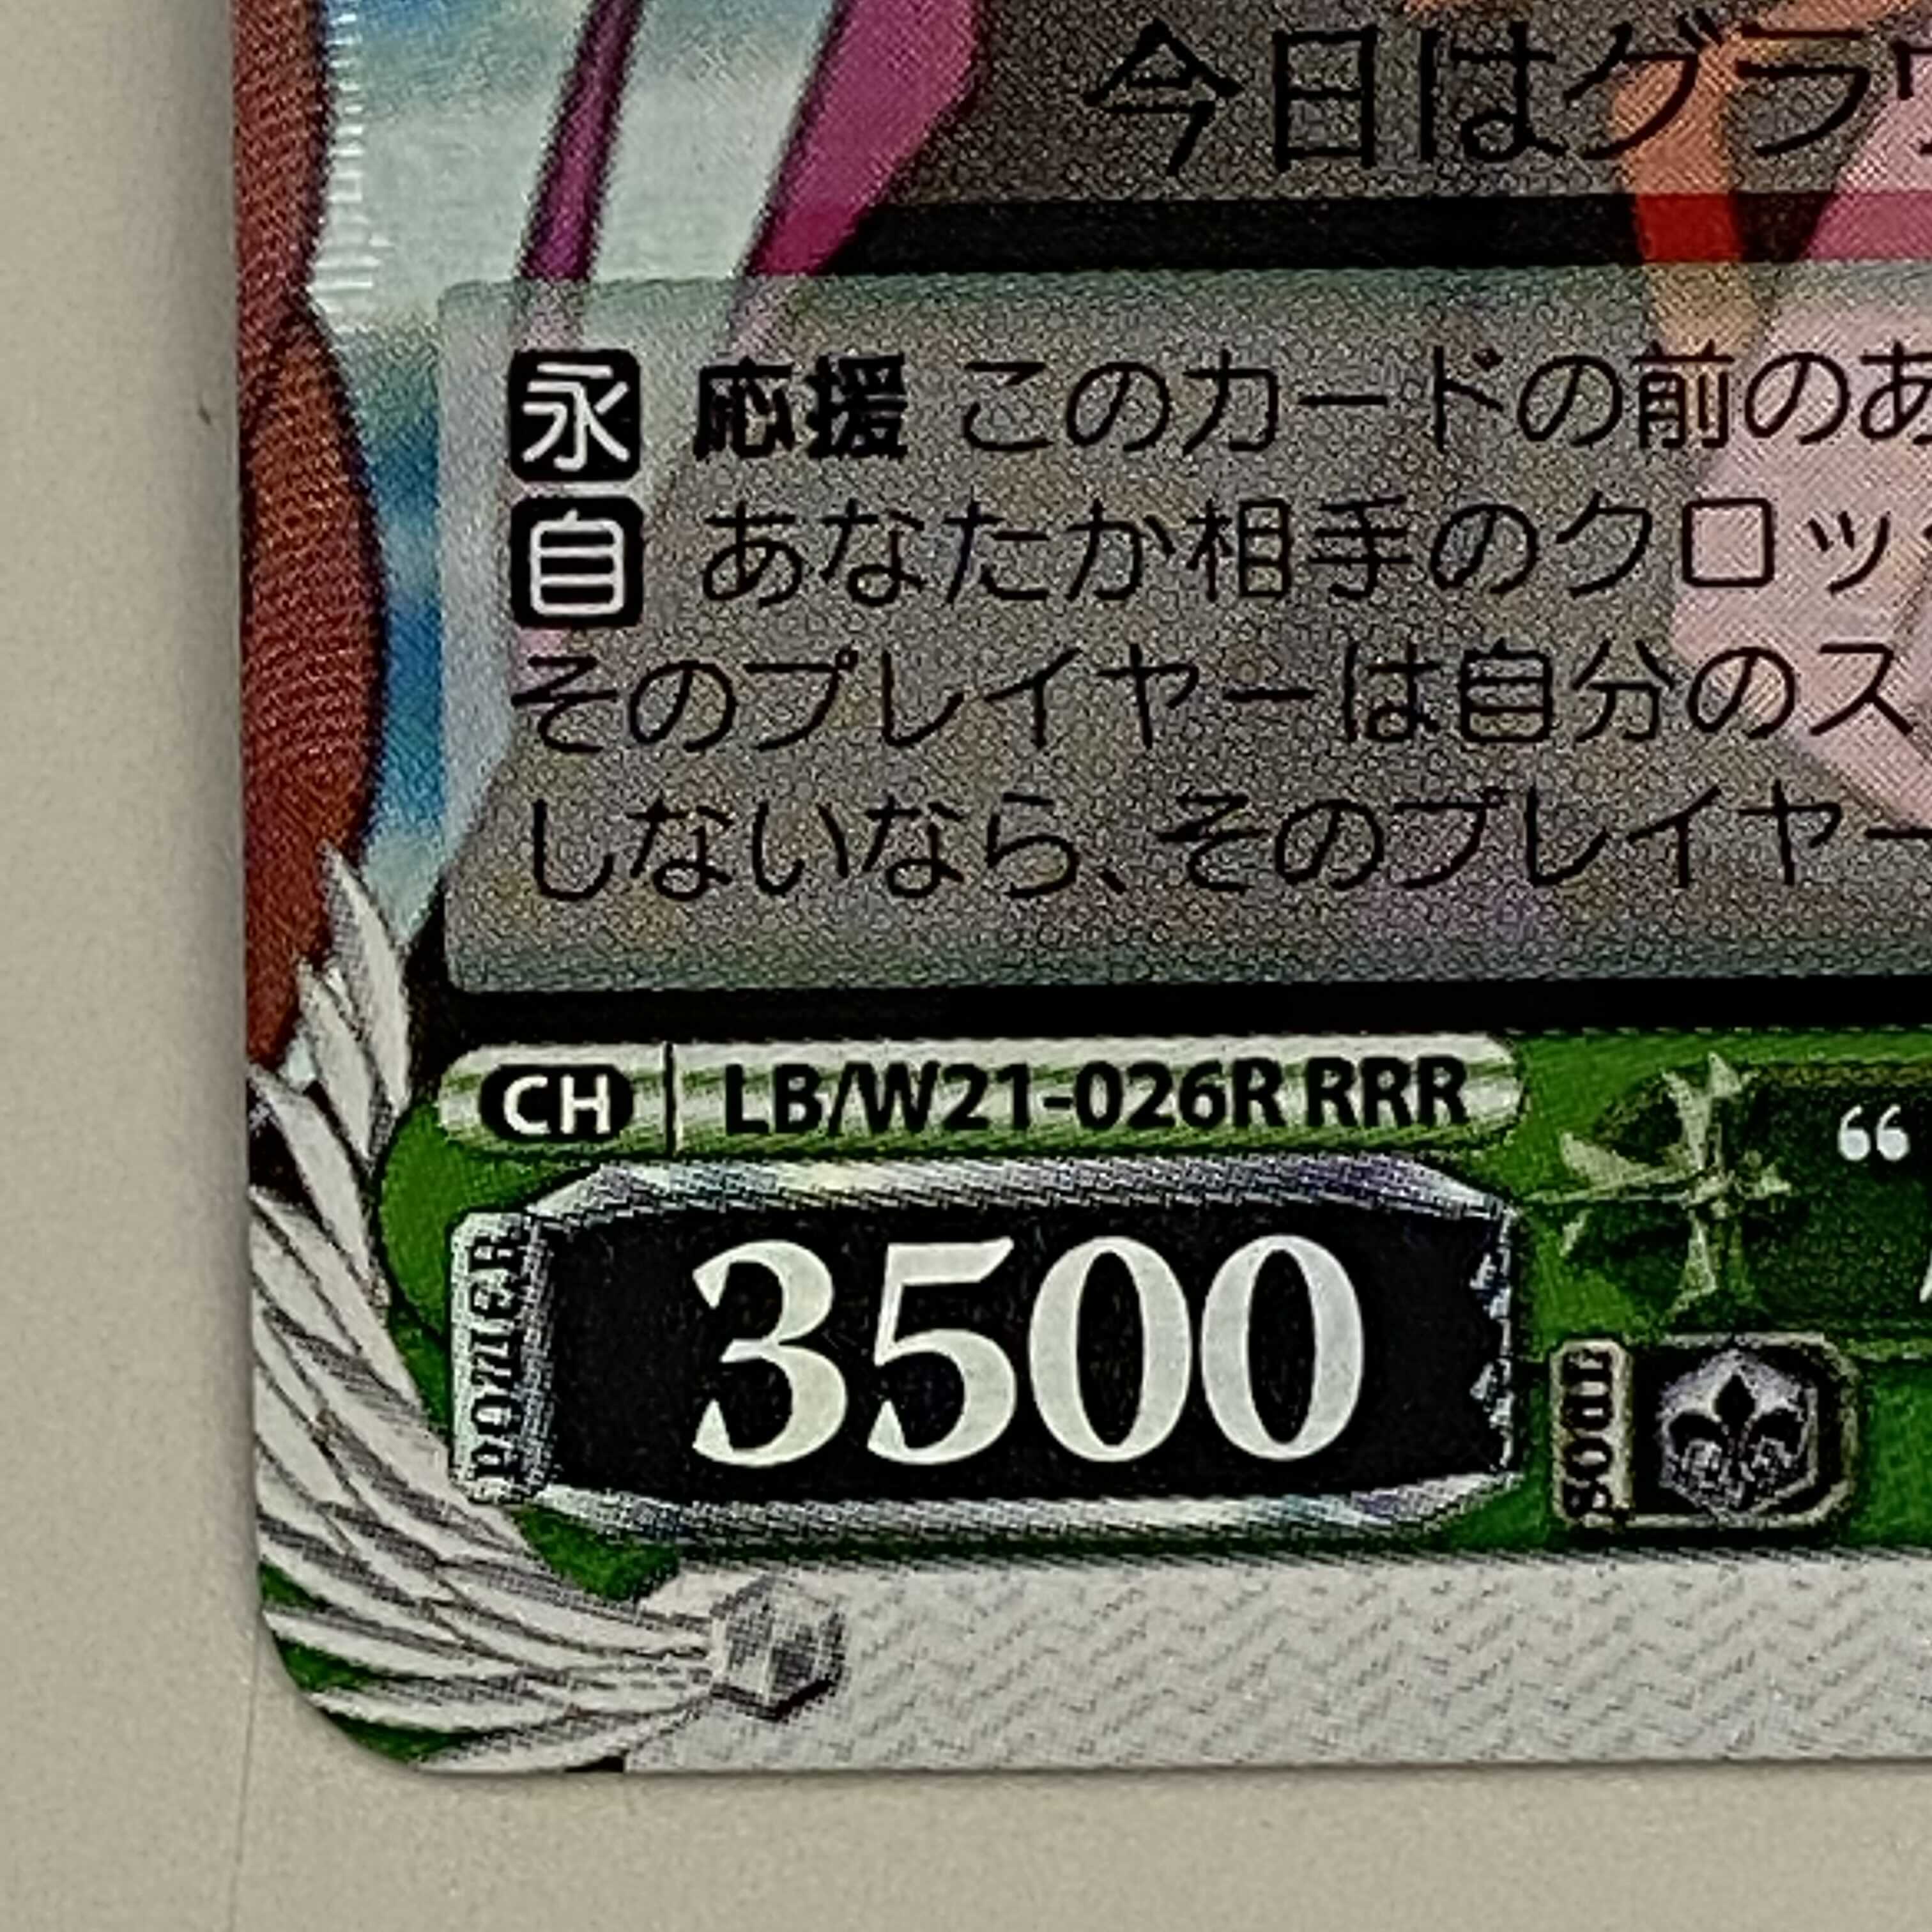 今日はグラウ
永 応援 このカードの前のあ
自 あなたか相手のクロッ
そのプレイヤーは自分のス
しないなら、そのプレイヤー
CH LB/W21-026R RRR
“
POWER 3500
SOUL